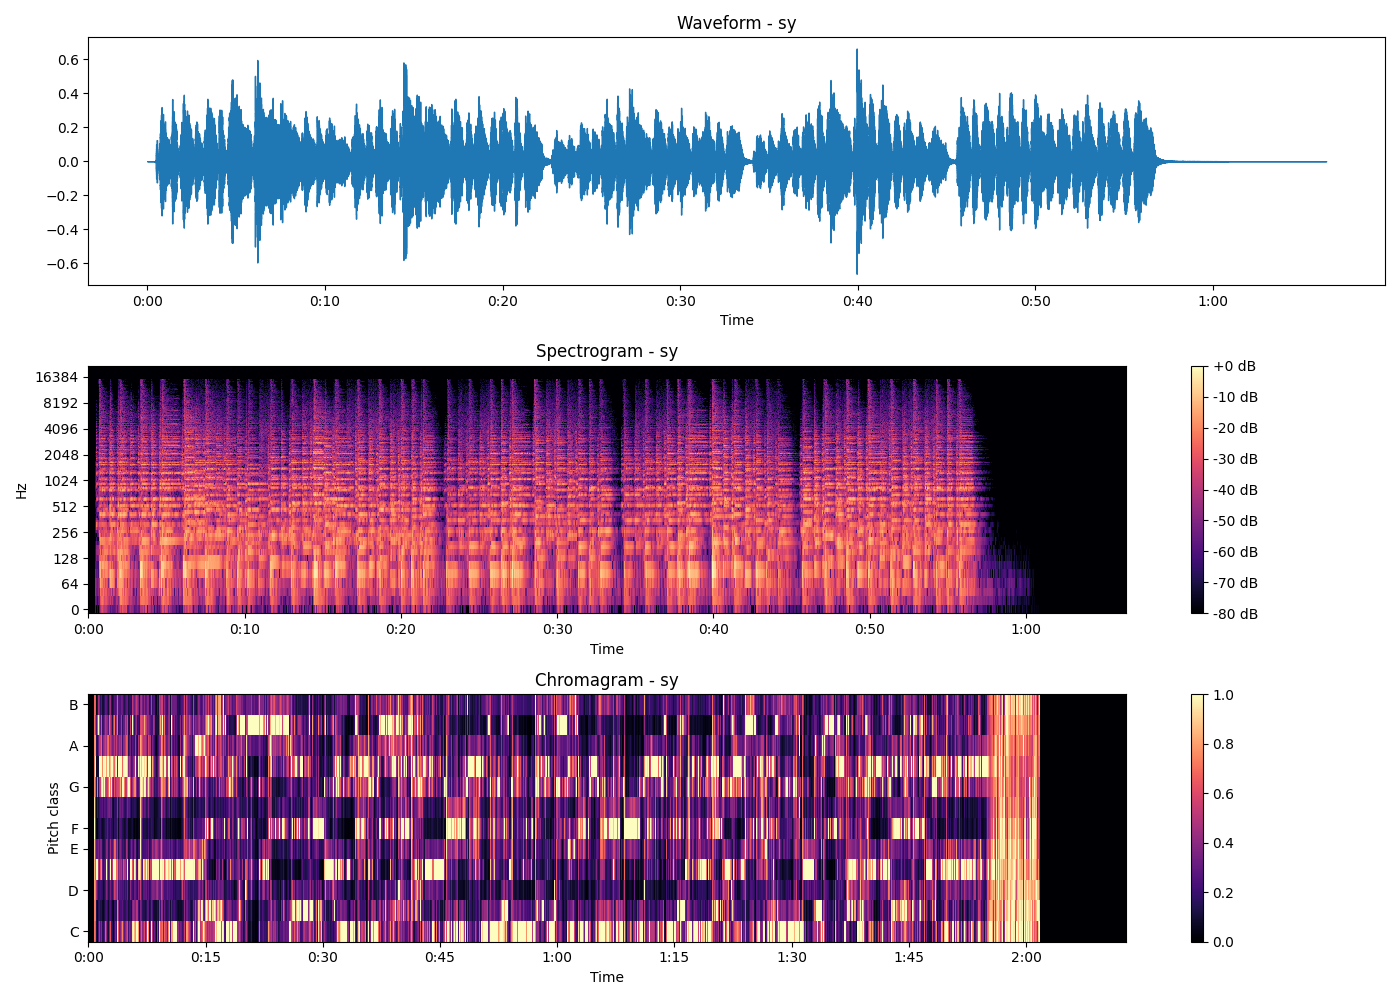 Waveform - sy
0.6
0.4
0.2
0.0
−0.2
−0.4
−0.6
0:00 0:10 0:20 0:30 0:40 0:50 1:00
Time
Spectrogram - sy
Hz
16384
8192
4096
2048
1024
512
256
128
64
0
0:00 0:10 0:20 0:30 0:40 0:50 1:00
Time
+0 dB
-10 dB
-20 dB
-30 dB
-40 dB
-50 dB
-60 dB
-70 dB
-80 dB
Chromagram - sy
Pitch class
B
A
G
F
E
D
C
0:00 0:15 0:30 0:45 1:00 1:15 1:30 1:45 2:00
Time
1.0
0.8
0.6
0.4
0.2
0.0